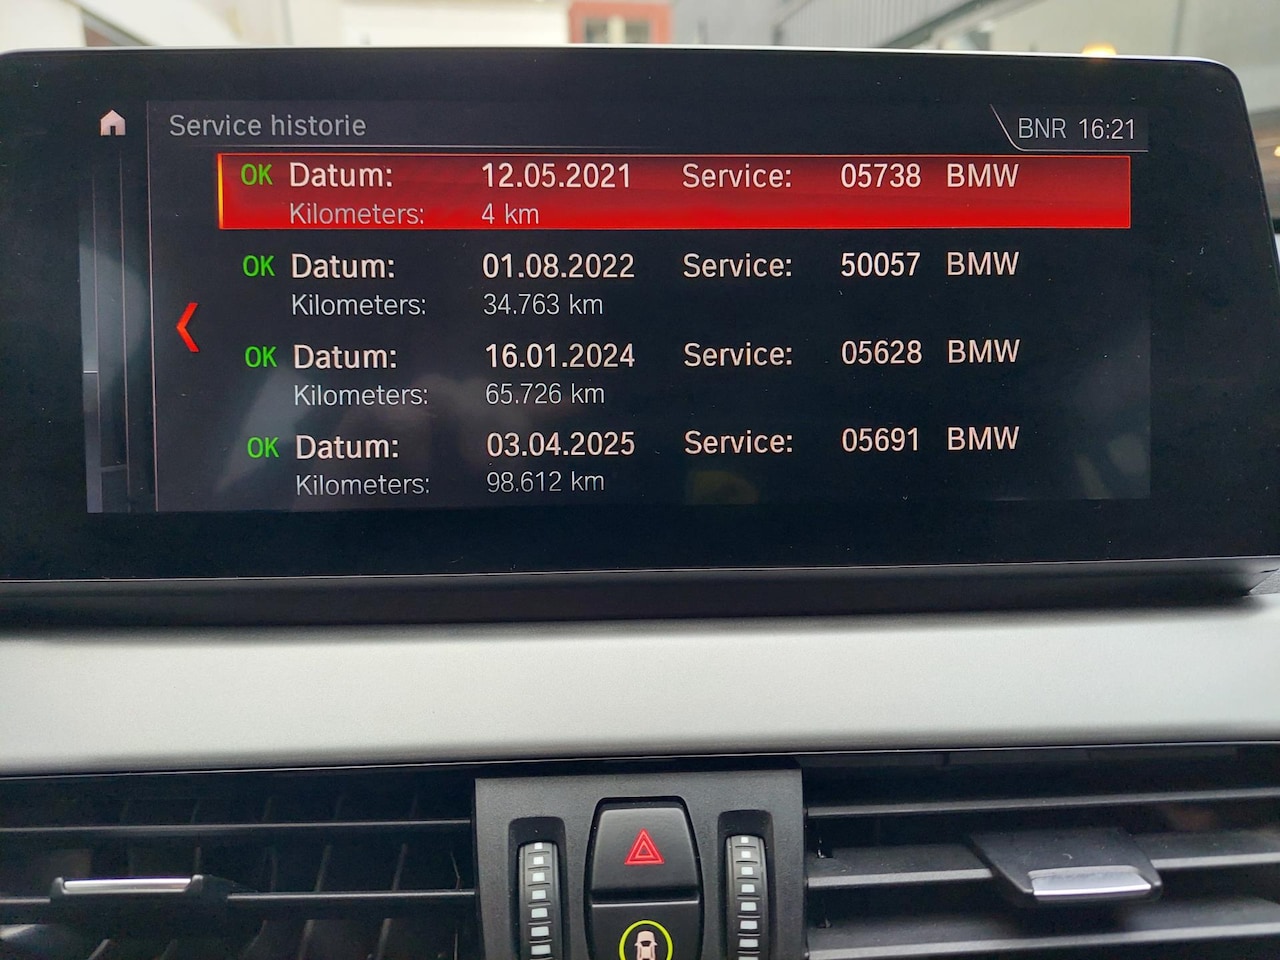 Service historie BNR 16:21
OK Datum: 12.05.2021 Service: 05738 BMW
Kilometers: 4 km
OK Datum: 01.08.2022 Service: 50057 BMW
Kilometers: 34.763 km
OK Datum: 16.01.2024 Service: 05628 BMW
Kilometers: 65.726 km
OK Datum: 03.04.2025 Service: 05691 BMW
Kilometers: 98.612 km